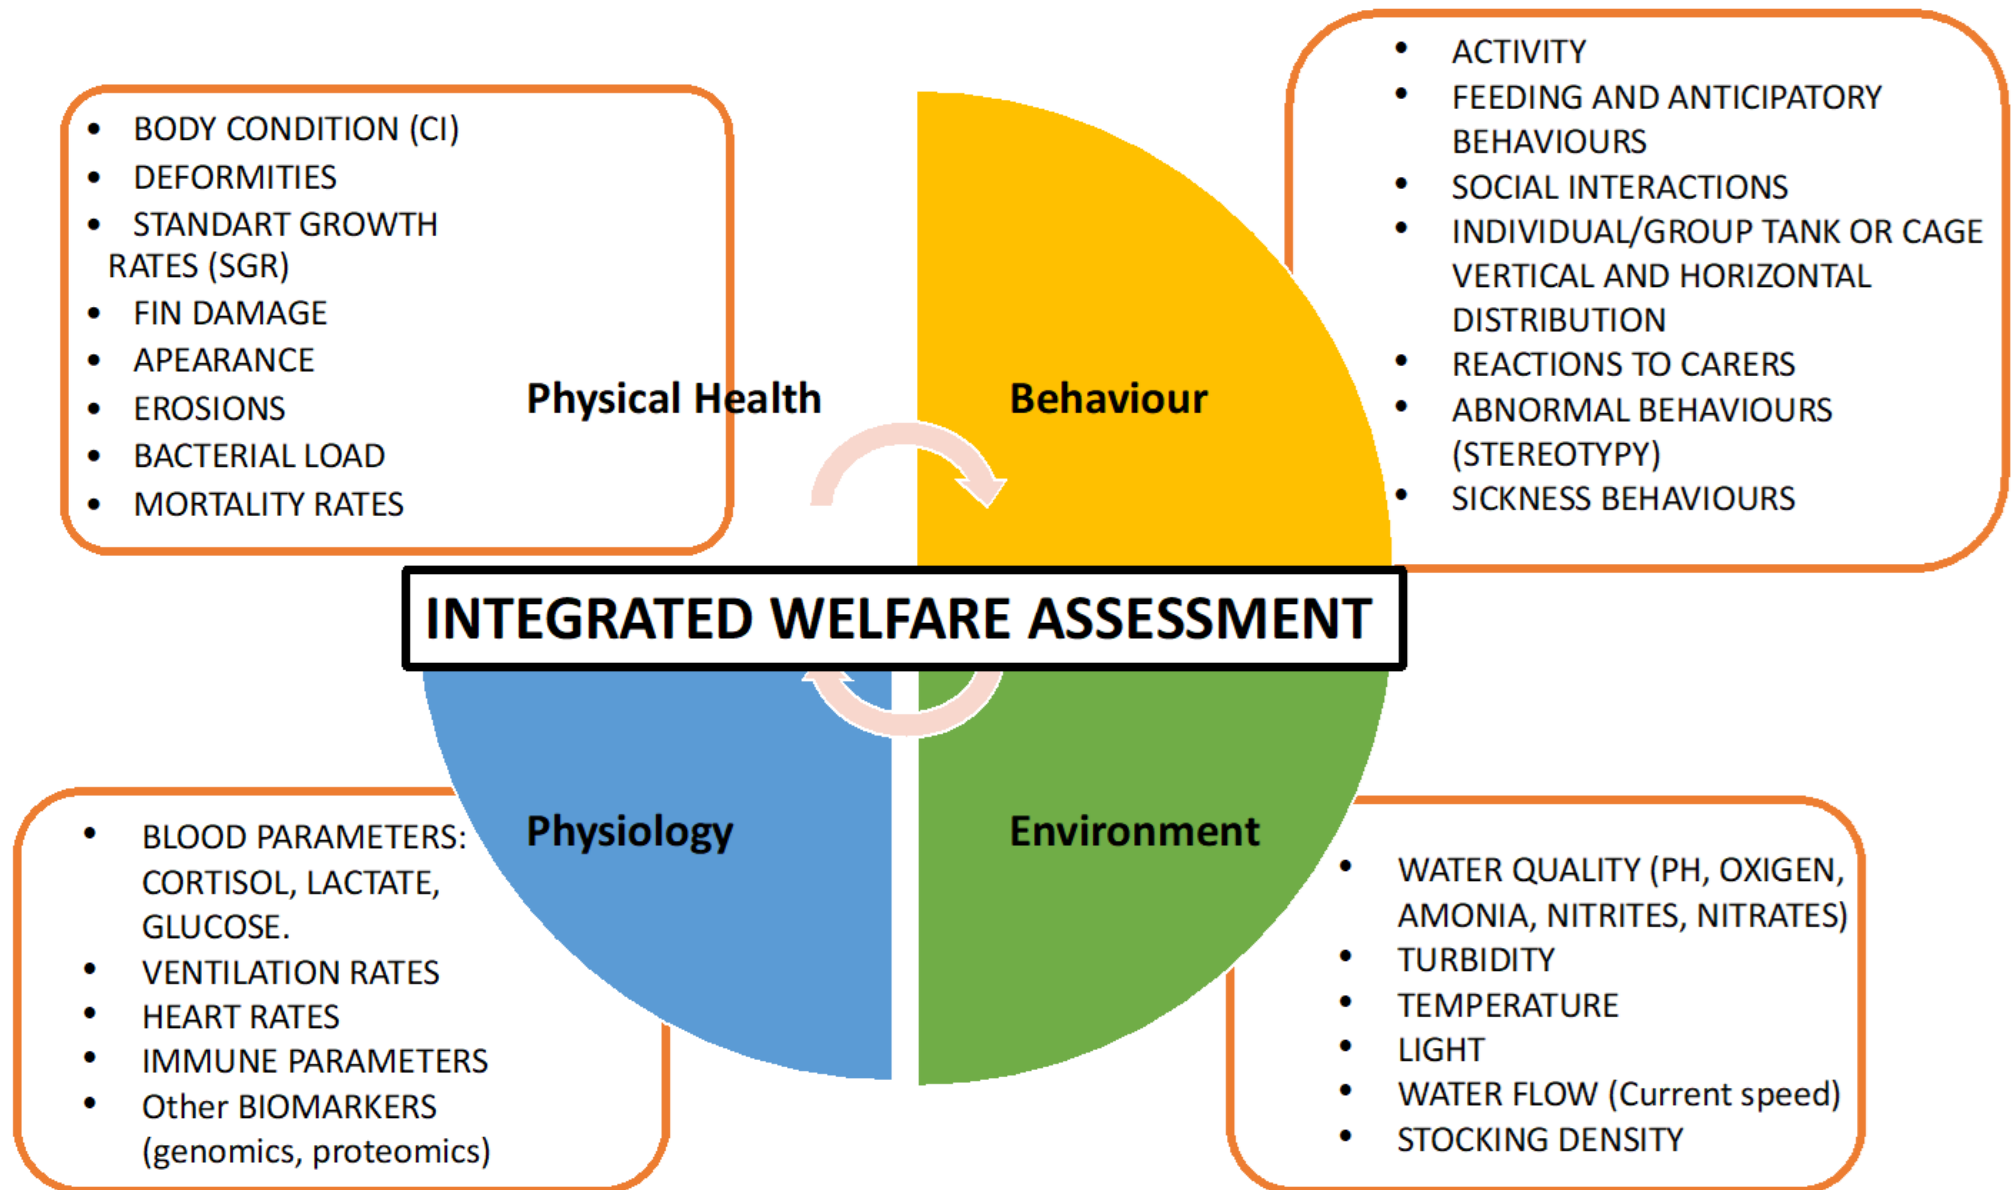 • BODY CONDITION (CI)
• DEFORMITIES
• STANDART GROWTH
RATES (SGR)
• FIN DAMAGE
• APEARANCE
• EROSIONS
• BACTERIAL LOAD
• MORTALITY RATES
Physical Health
• ACTIVITY
• FEEDING AND ANTICIPATORY
BEHAVIOURS
• SOCIAL INTERACTIONS
• INDIVIDUAL/GROUP TANK OR CAGE
VERTICAL AND HORIZONTAL
DISTRIBUTION
• REACTIONS TO CARERS
• ABNORMAL BEHAVIOURS
(STEREOTYPY)
• SICKNESS BEHAVIOURS
Behaviour
INTEGRATED WELFARE ASSESSMENT
Physiology
• BLOOD PARAMETERS:
CORTISOL, LACTATE,
GLUCOSE.
• VENTILATION RATES
• HEART RATES
• IMMUNE PARAMETERS
• Other BIOMARKERS
(genomics, proteomics)
Environment
• WATER QUALITY (PH, OXIGEN,
AMONIA, NITRITES, NITRATES)
• TURBIDITY
• TEMPERATURE
• LIGHT
• WATER FLOW (Current speed)
• STOCKING DENSITY